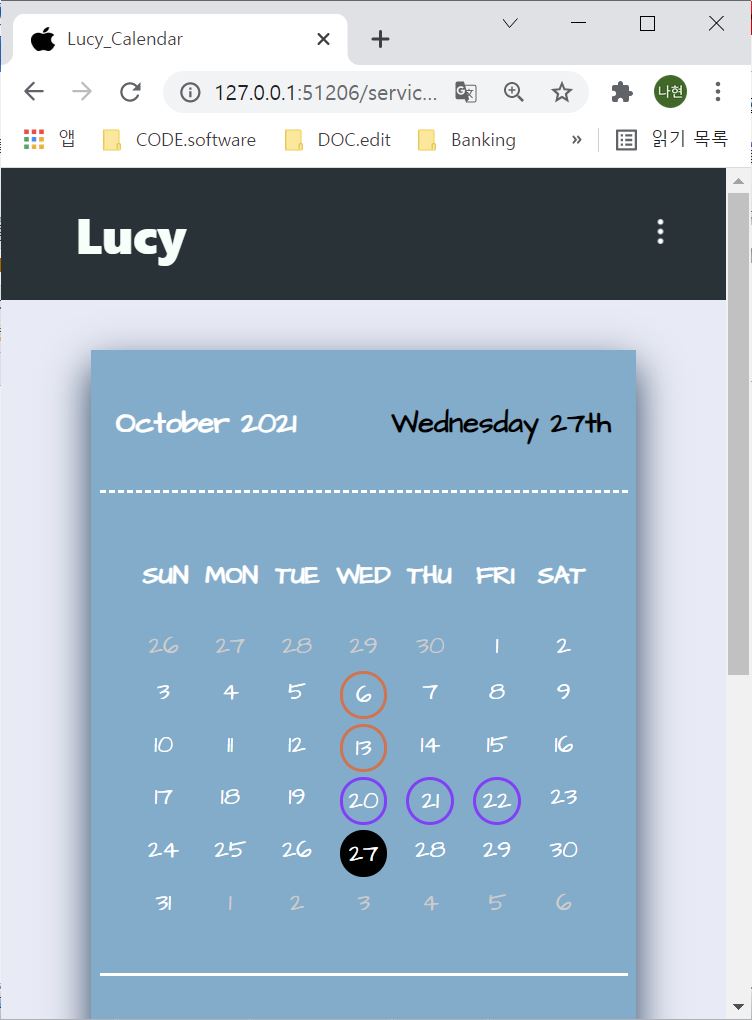 Lucy_Calendar
127.0.0.1:51206/servic...
나현
앱 CODE.software DOC.edit Banking » 읽기 목록
Lucy
October 2021 Wednesday 27th
SUN MON TUE WED THU FRI SAT
26 27 28 29 30 1 2
3 4 5 6 7 8 9
10 11 12 13 14 15 16
17 18 19 20 21 22 23
24 25 26 27 28 29 30
31 1 2 3 4 5 6